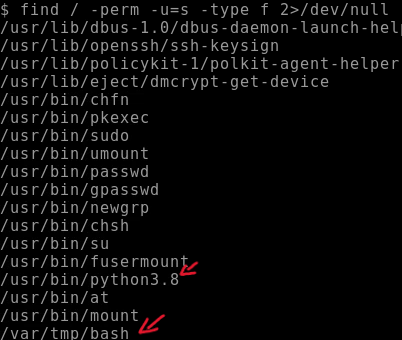 $ find / -perm -u=s -type f 2>/dev/null
/usr/lib/dbus-1.0/dbus-daemon-launch-hel
/usr/lib/openssh/ssh-keysign
/usr/lib/policykit-1/polkit-agent-helper
/usr/lib/eject/dmcrypt-get-device
/usr/bin/chfn
/usr/bin/pkexec
/usr/bin/sudo
/usr/bin/umount
/usr/bin/passwd
/usr/bin/gpasswd
/usr/bin/newgrp
/usr/bin/chsh
/usr/bin/su
/usr/bin/fusermount
/usr/bin/python3.8
/usr/bin/at
/usr/bin/mount
/var/tmp/bash